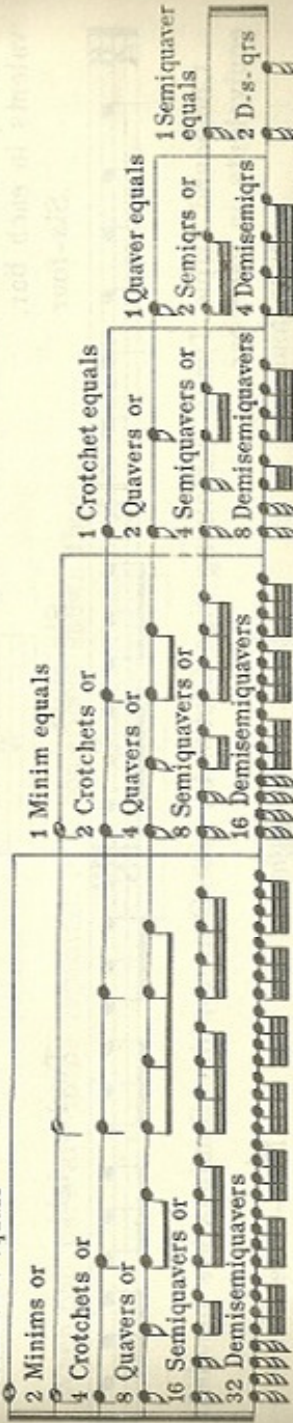 2 Minims or
4 Crotchets or
8 Quavers or
16 Semiquavers or
32 Demisemiquavers
1 Minim equals
2 Crotchets or
4 Quavers or
8 Semiquavers or
16 Demisemiquavers
1 Crotchet equals
2 Quavers or
4 Semiquavers or
8 Demisemiquavers
1 Quaver equals
2 Semiqrs or
4 Demisemiqrs
1 Semiquaver
equals
2 D-s-qrs